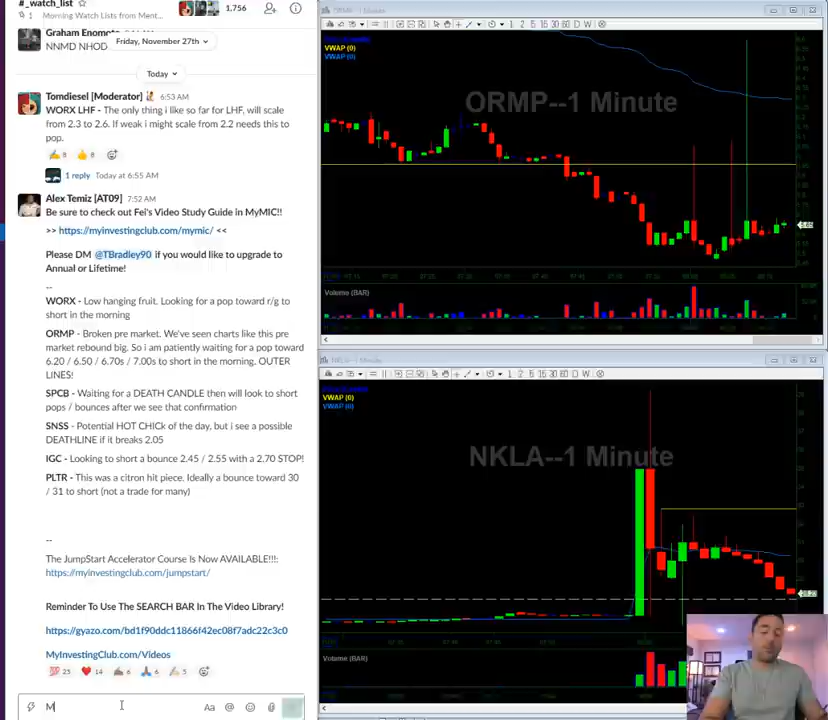 #_watch_list
1 Morning Watch Lists from Ment...
1,756
Graham Enomoto
NNMD NHOD
Friday, November 27th
Today
Tomdiesel [Moderator] 6:53 AM
WORX LHF - The only thing i like so far for LHF, will scale
from 2.3 to 2.6. If weak i might scale from 2.2 needs this to
pop.
8 8
1 reply Today at 6:55 AM
Alex Temiz [AT09] 7:52 AM
Be sure to check out Fei's Video Study Guide in MyMIC!!
>> https://myinvestingclub.com/mymic/ <<
Please DM @TBradley90 if you would like to upgrade to
Annual or Lifetime!
--
WORX - Low hanging fruit. Looking for a pop toward r/g to
short in the morning
ORMP - Broken pre market. We've seen charts like this pre
market rebound big. So i am patiently waiting for a pop toward
6.20 / 6.50 / 6.70s / 7.00s to short in the morning. OUTER
LINES!
SPCB - Waiting for a DEATH CANDLE then will look to short
pops / bounces after we see that confirmation
SNSS - Potential HOT CHICk of the day, but i see a possible
DEATHLINE if it breaks 2.05
IGC - Looking to short a bounce 2.45 / 2.55 with a 2.70 STOP!
PLTR - This was a citron hit piece. Ideally a bounce toward 30
/ 31 to short (not a trade for many)
--
The JumpStart Accelerator Course Is Now AVAILABLE!!!:
https://myinvestingclub.com/jumpstart/
Reminder To Use The SEARCH BAR In The Video Library!
https://gyazo.com/bd1f90ddc11866f42ec08f7adc22c3c0
MyInvestingClub.com/Videos
25 14 6 6 5
M
Aa
VWAP (0)
VWAP (0)
ORMP--1 Minute
Volume (BAR)
VWAP (0)
VWAP (0)
NKLA--1 Minute
Volume (BAR)